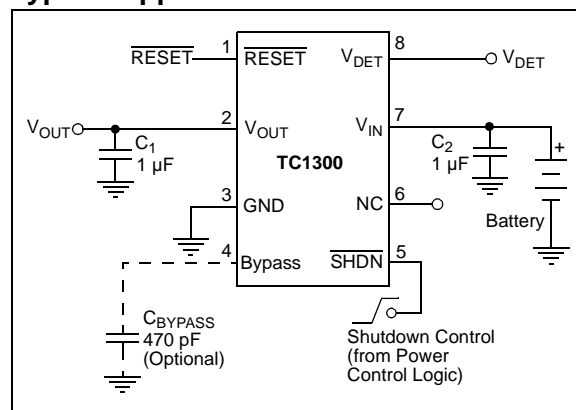 RESET
1
RESET
VDET
8
VDET
VOUT
2
VOUT
VIN
7
C1
1 µF
TC1300
C2
1 µF
+
3
GND
NC
6
Battery
4
Bypass
SHDN
5
CBYPASS
470 pF
(Optional)
Shutdown Control
(from Power
Control Logic)